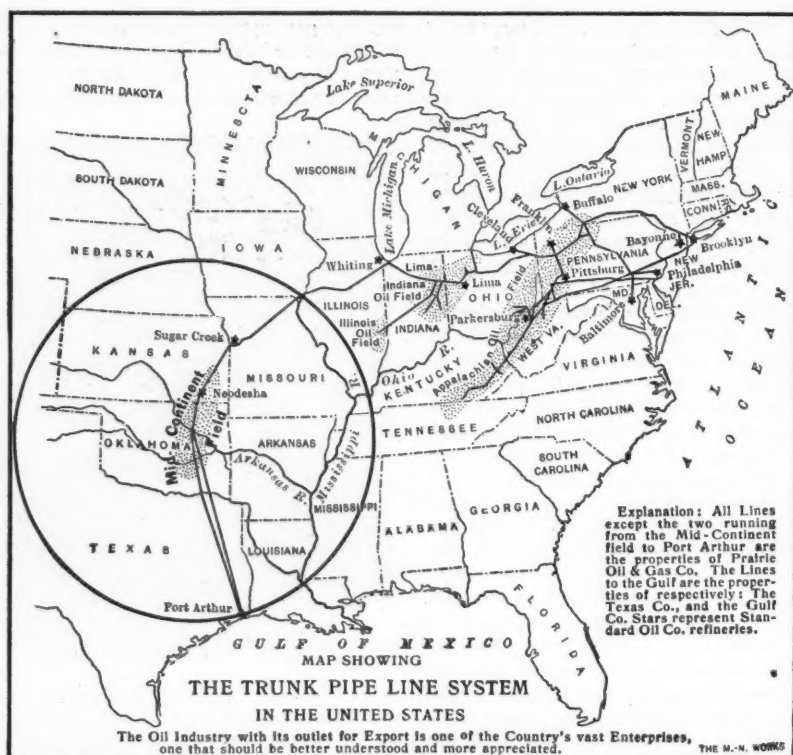 NORTH DAKOTA
MINNESOTA
Lake Superior
MAINE
SOUTH DAKOTA
WISCONSIN
Lake Michigan
MICHIGAN
L. Huron
L. Ontario
NEW YORK
VERMONT
NEW
HAMP.
MASS.
CONN.
R.I.
NEBRASKA
IOWA
Whiting
Cleveland
L. Erie
Franklin
Buffalo
PENNSYLVANIA
Pittsburg
Bayonne
Brooklyn
NEW
JER.
Philadelphia
Lima
Indiana
Oil Field
Lima
OHIO
Field
ILLINOIS
Illinois
Oil
Field
INDIANA
Parkersburg
WEST VA.
MD.
DE.
Baltimore
Sugar Creek
KANSAS
MISSOURI
Neodesha
Mid-Continent
Field
OKLAHOMA
ARKANSAS
Arkansas R.
Mississippi
R.
Ohio R.
KENTUCKY
Appalachian Oil
VIRGINIA
TENNESSEE
NORTH CAROLINA
SOUTH
CAROLINA
MISSISSIPPI
ALABAMA
GEORGIA
TEXAS
LOUISIANA
Port Arthur
FLORIDA
ATLANTIC
OCEAN
GULF OF MEXICO
Explanation: All Lines
except the two running
from the Mid-Continent
field to Port Arthur are
the properties of Prairie
Oil & Gas Co. The Lines
to the Gulf are the proper-
ties of respectively: The
Texas Co., and the Gulf
Co. Stars represent Stan-
dard Oil Co. refineries.
MAP SHOWING
THE TRUNK PIPE LINE SYSTEM
IN THE UNITED STATES
The Oil Industry with its outlet for Export is one of the Country's vast Enterprises,
one that should be better understood and more appreciated.
THE M.-N. WORKS